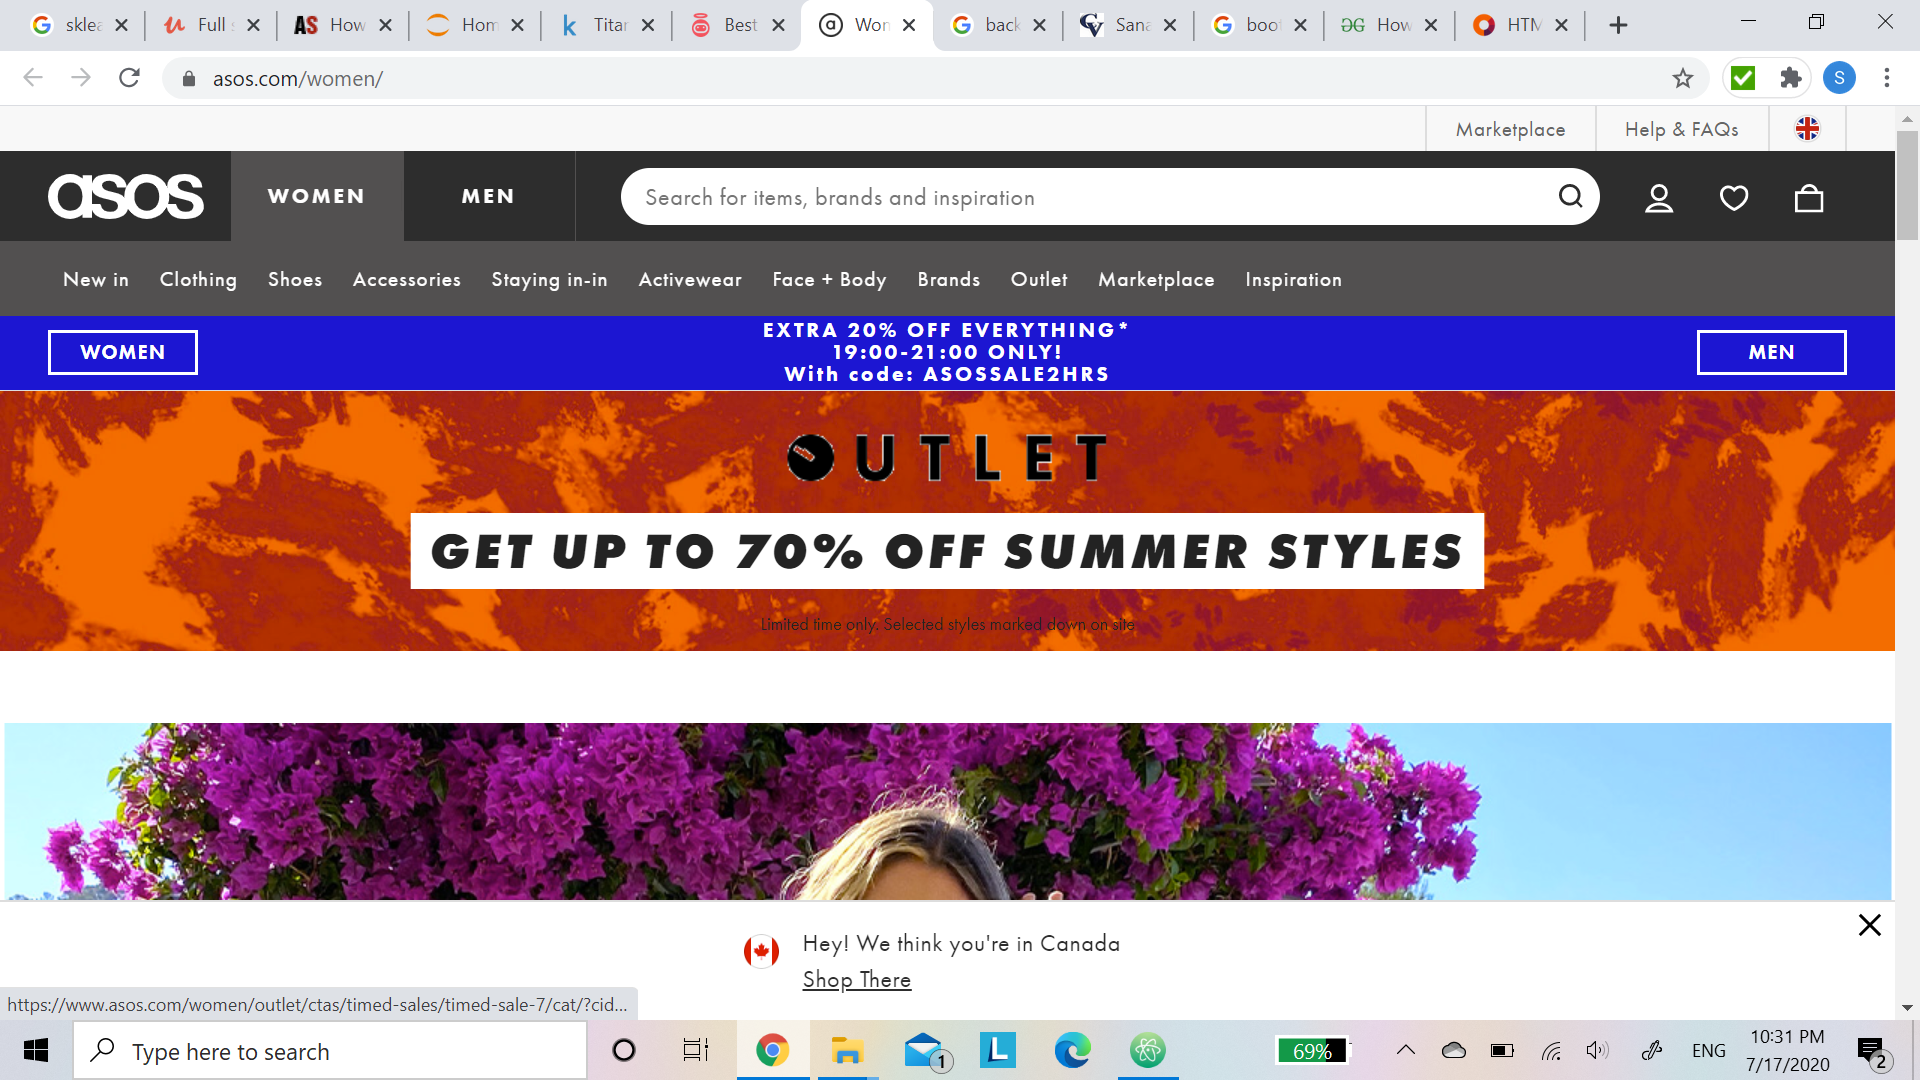 skle
Full
How
Hom
Titar
Best
Won
back
Sana
boot
How
HTM
asos.com/women/
S
Marketplace
Help & FAQs
asos
WOMEN
MEN
Search for items, brands and inspiration
New in
Clothing
Shoes
Accessories
Staying in-in
Activewear
Face + Body
Brands
Outlet
Marketplace
Inspiration
WOMEN
EXTRA 20% OFF EVERYTHING*
19:00-21:00 ONLY!
With code: ASOSSALE2HRS
MEN
OUTLET
GET UP TO 70% OFF SUMMER STYLES
Limited time only. Selected styles marked down on site.
Hey! We think you're in Canada
Shop There
https://www.asos.com/women/outlet/ctas/timed-sales/timed-sale-7/cat/?cid...
Type here to search
1
69%
ENG
10:31 PM
7/17/2020
2